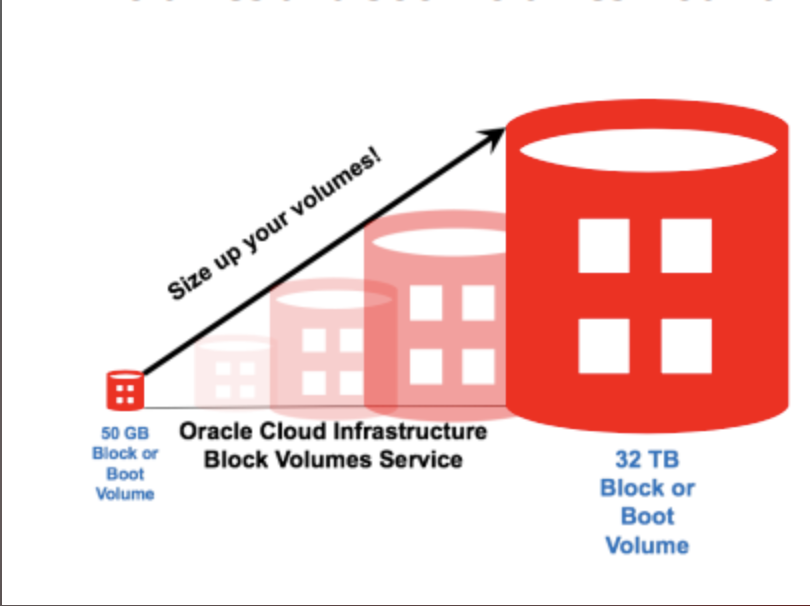 Size up your volumes!
50 GB
Block or
Boot
Volume
Oracle Cloud Infrastructure
Block Volumes Service
32 TB
Block or
Boot
Volume